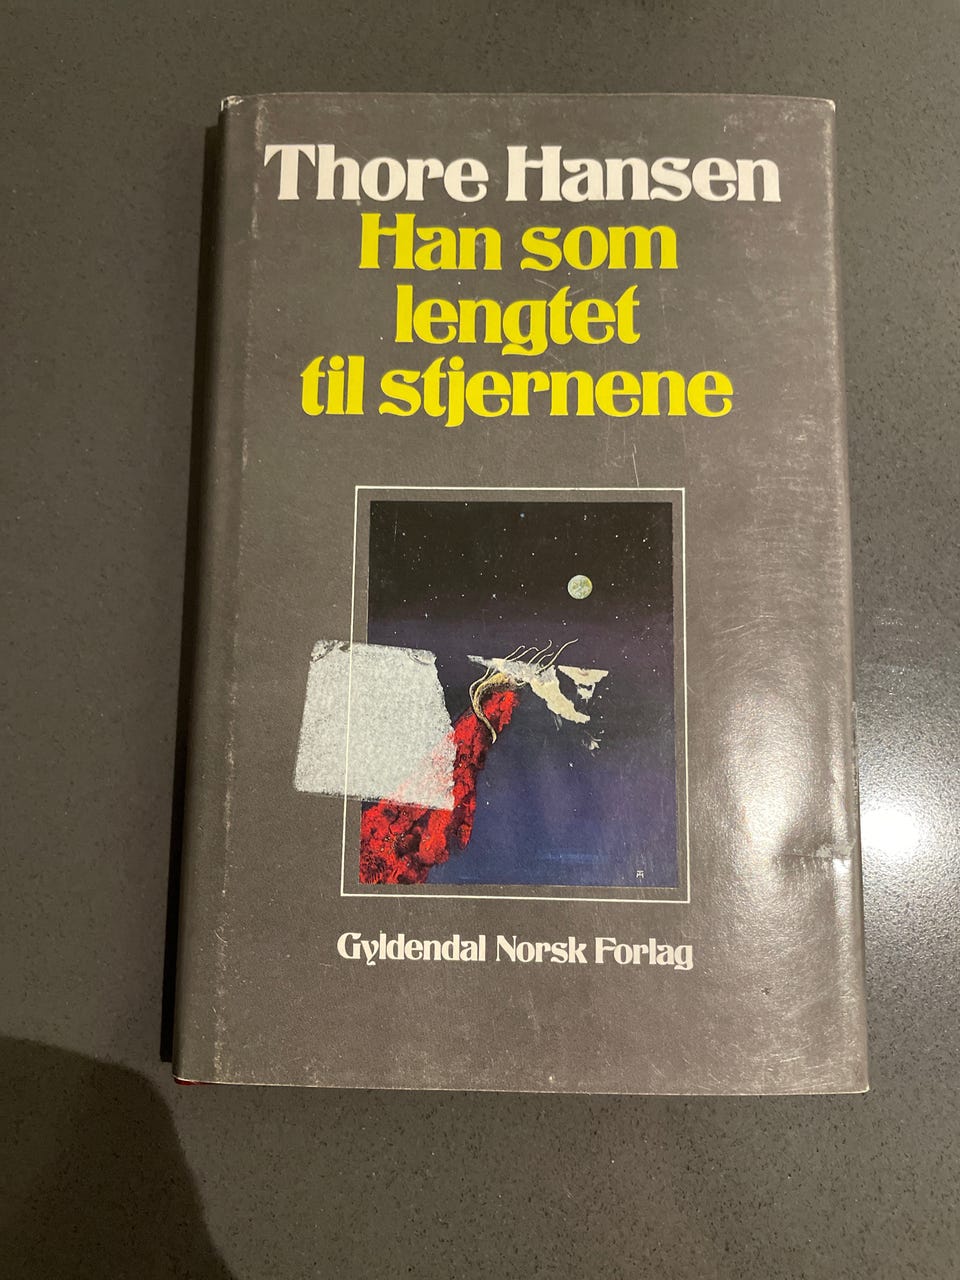 Thore Hansen
Han som
lengtet
til stjernene
Gyldendal Norsk Forlag